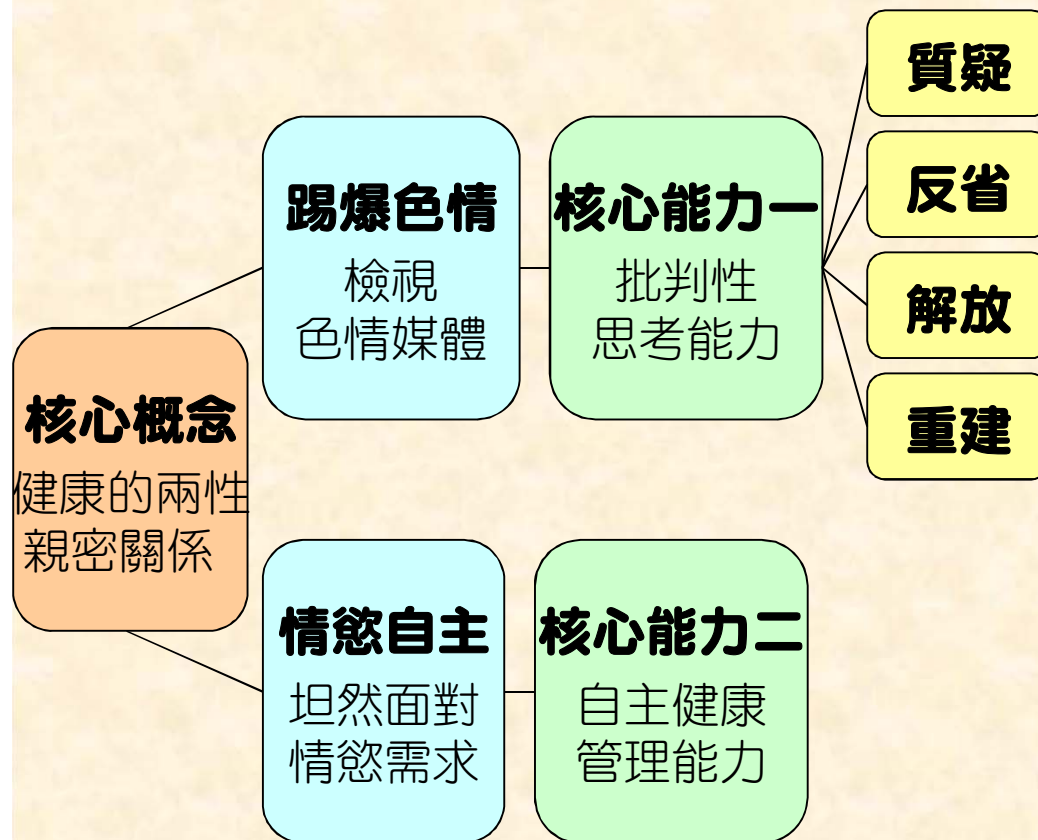 核心概念
健康的兩性
親密關係
踢爆色情
檢視
色情媒體
核心能力一
批判性
思考能力
質疑
反省
解放
重建
情慾自主
坦然面對
情慾需求
核心能力二
自主健康
管理能力